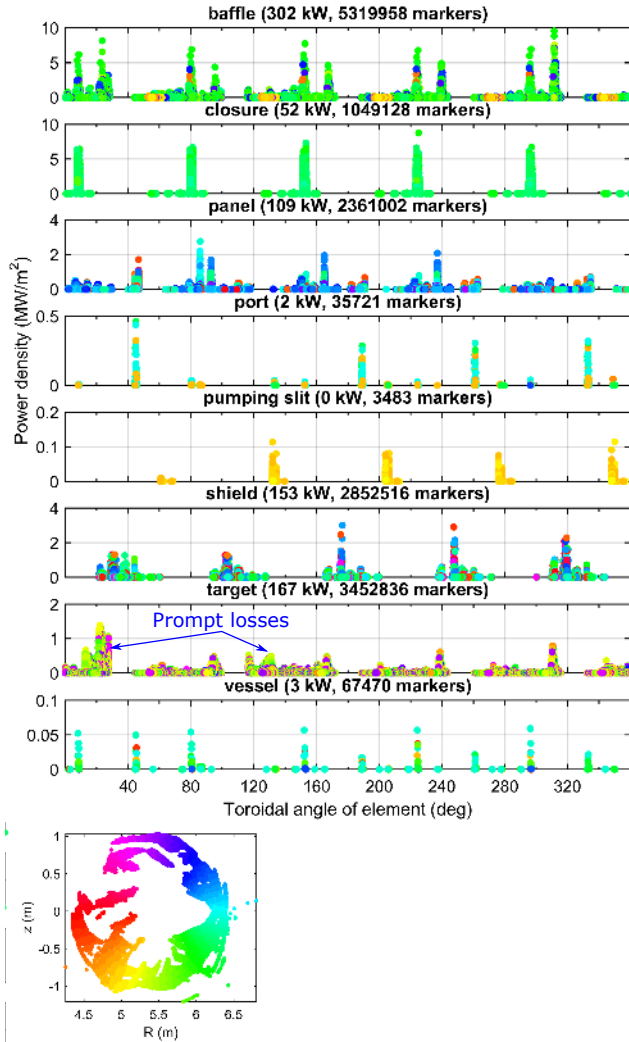 baffle (302 kW, 5319958 markers)
10
5
0
closure (52 kW, 1049128 markers)
10
5
0
panel (109 kW, 2361002 markers)
4
2
0
port (2 kW, 35721 markers)
0.5
0
pumping slit (0 kW, 3483 markers)
0.2
0.1
0
shield (153 kW, 2852516 markers)
4
2
0
target (167 kW, 3452836 markers)
2
Prompt losses
1
0
vessel (3 kW, 67470 markers)
0.1
0.05
0
40 80 120 160 200 240 280 320
Toroidal angle of element (deg)
Power density (MW/m²)
1
0.5
0
-0.5
-1
z (m)
4.5 5 5.5 6 6.5
R (m)